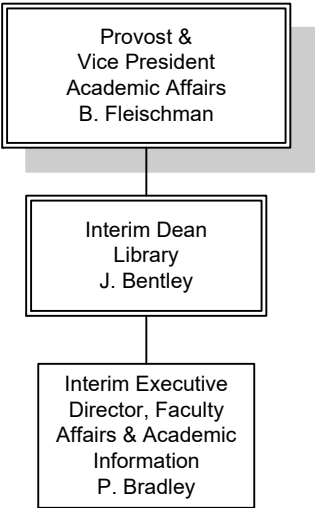 Provost &
Vice President
Academic Affairs
B. Fleischman
Interim Dean
Library
J. Bentley
Interim Executive
Director, Faculty
Affairs & Academic
Information
P. Bradley